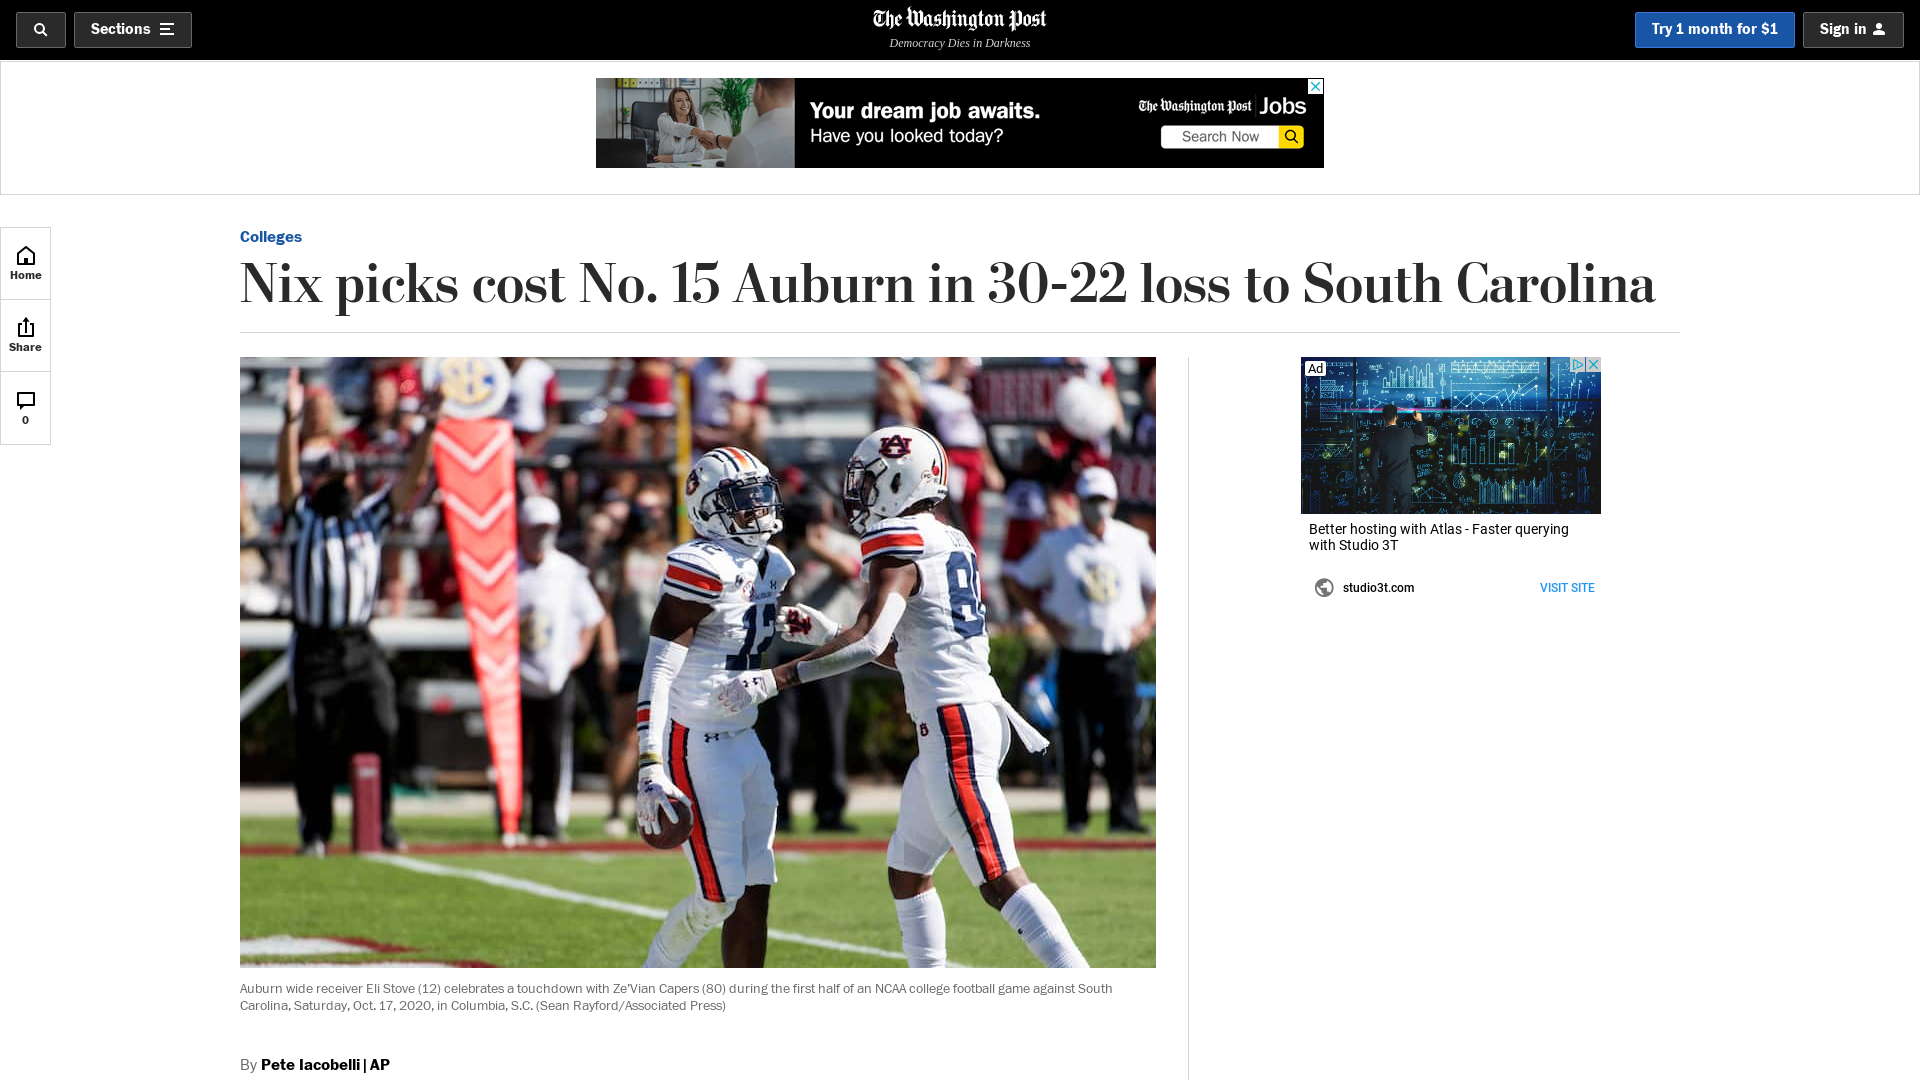 Sections
The Washington Post
Democracy Dies in Darkness
Try 1 month for $1
Sign in
Your dream job awaits.
Have you looked today?
The Washington Post Jobs
Search Now
Home
Share
0
Colleges
Nix picks cost No. 15 Auburn in 30-22 loss to South Carolina
12
Ad
Better hosting with Atlas - Faster querying
with Studio 3T
studio3t.com
VISIT SITE
Auburn wide receiver Eli Stove (12) celebrates a touchdown with Ze'Vian Capers (80) during the first half of an NCAA college football game against South
Carolina, Saturday, Oct. 17, 2020, in Columbia, S.C. (Sean Rayford/Associated Press)
By Pete Iacobelli | AP